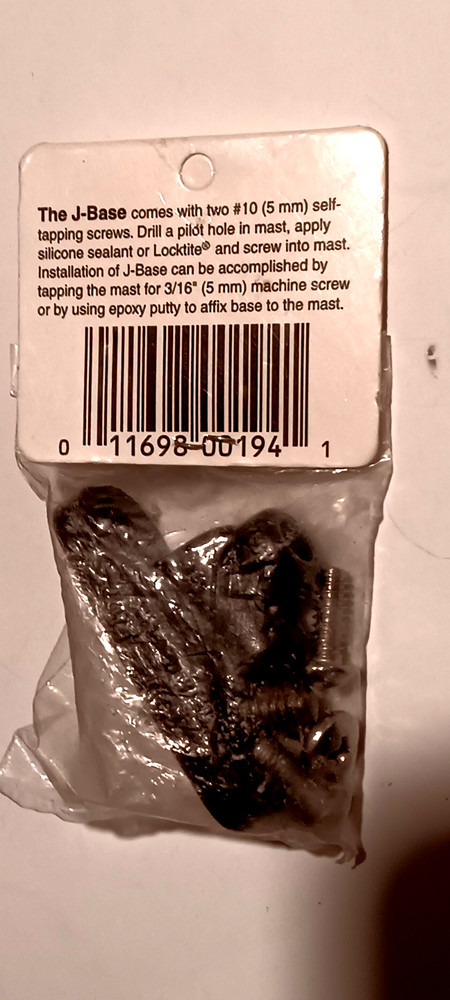 The J-Base comes with two #10 (5 mm) self-
tapping screws. Drill a pilot hole in mast, apply
silicone sealant or Locktite® and screw into mast.
Installation of J-Base can be accomplished by
tapping the mast for 3/16" (5 mm) machine screw
or by using epoxy putty to affix base to the mast.
0 11698-00194 1